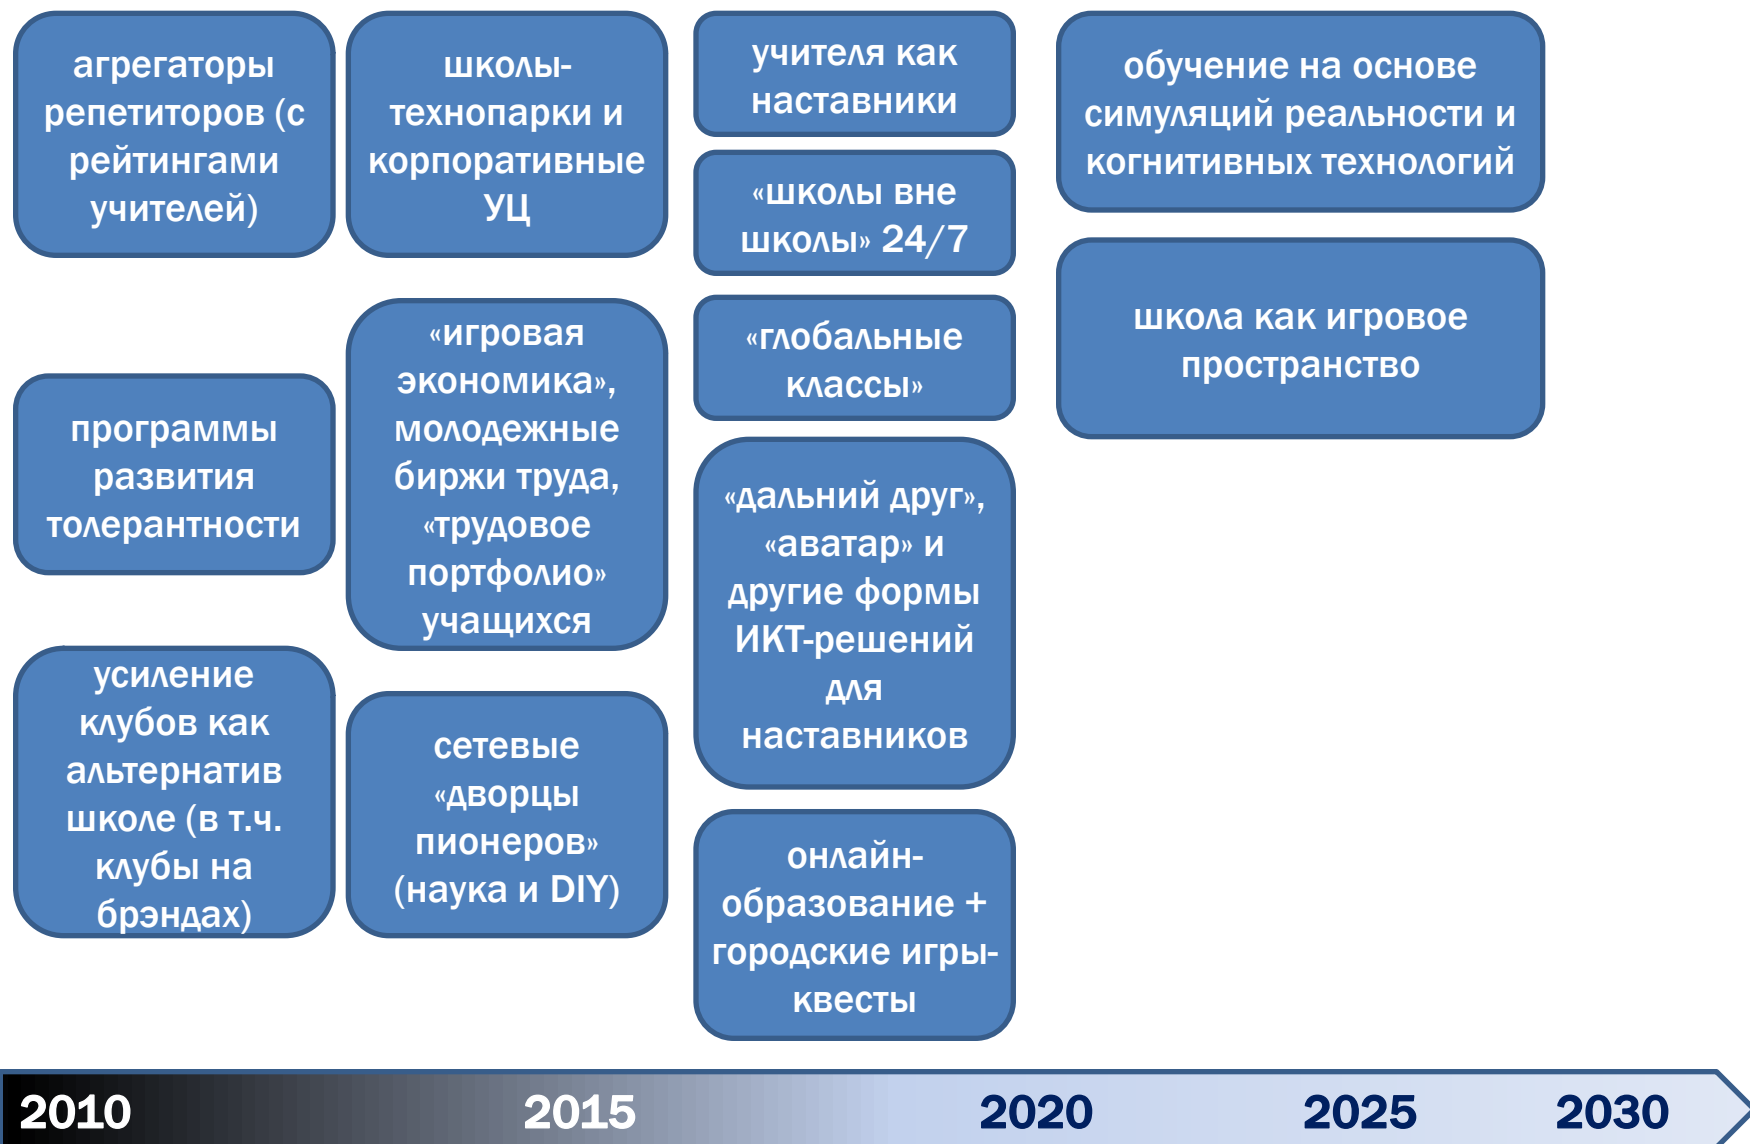 агрегаторы
репетиторов (с
рейтингами
учителей)
программы
развития
толерантности
усиление
клубов как
альтернатив
школе (в т.ч.
клубы на
брэндах)
школы-
технопарки и
корпоративные
УЦ
«игровая
экономика»,
молодежные
биржи труда,
«трудовое
портфолио»
учащихся
сетевые
«дворцы
пионеров»
(наука и DIY)
учителя как
наставники
«школы вне
школы» 24/7
«глобальные
классы»
«дальний друг»,
«аватар» и
другие формы
ИКТ-решений
для
наставников
онлайн-
образование +
городские игры-
квесты
обучение на основе
симуляций реальности и
когнитивных технологий
школа как игровое
пространство
2010 2015 2020 2025 2030